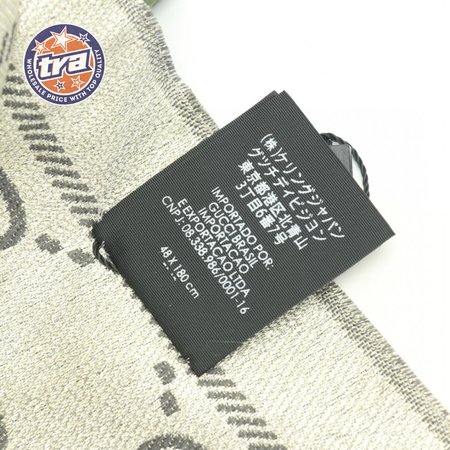 tra
WHOLESALE PRICE WITH TOP QUALITY
(株)ケリングジャパン
グッチディビジョン
東京都港区北青山
3丁目6番7号
IMPORTADO POR:
GUCCI BRASIL
IMPORTACAO
E EXPORTACAO LTDA
CNPJ 08.338.986/0001-16
48 X 180 cm